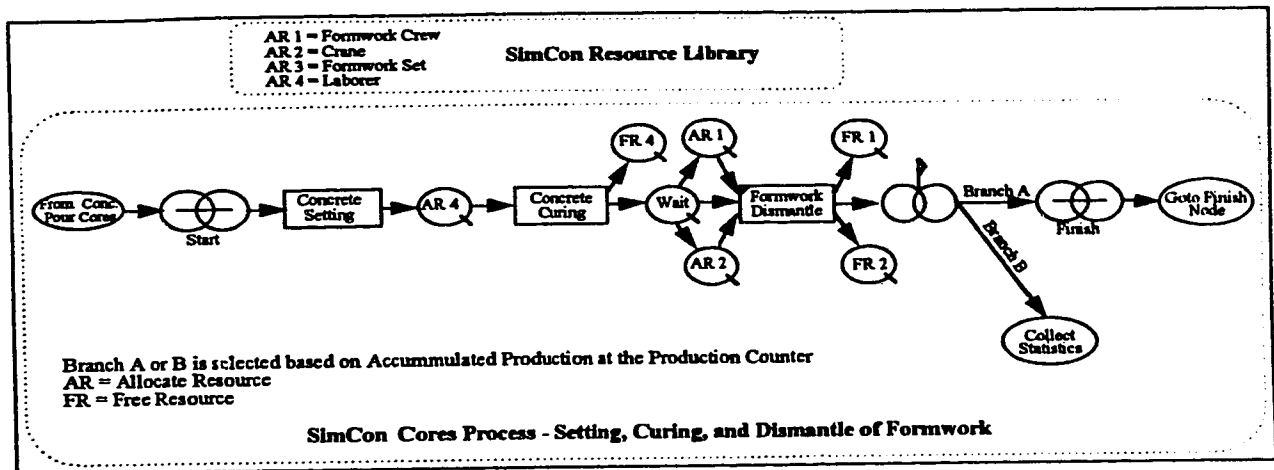 AR 1 = Formwork Crew
AR 2 = Crane
AR 3 = Formwork Set
AR 4 = Laborer
SimCon Resource Library
From Conc.
Pour Cores
Start
Concrete
Setting
AR 4
Concrete
Curing
FR 4
Wait
AR 1
AR 2
Formwork
Dismantle
FR 1
FR 2
Branch A
Branch B
Finish
Goto Finish
Node
Collect
Statistics
Branch A or B is selected based on Accummulated Production at the Production Counter
AR = Allocate Resource
FR = Free Resource
SimCon Cores Process - Setting, Curing, and Dismantle of Formwork